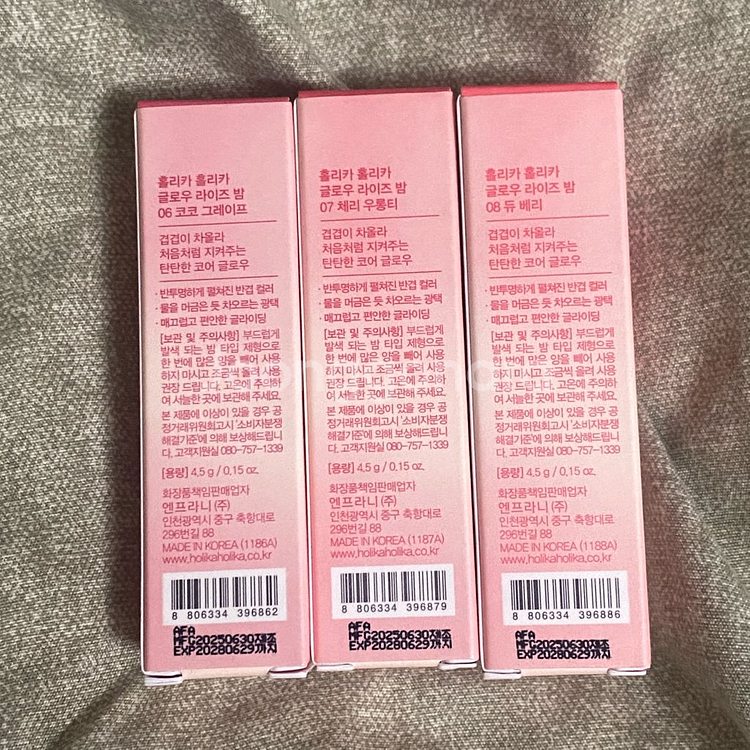 홀리카 홀리카
글로우 라이즈 밤
06 코코 그레이프
겹겹이 차올라
처음처럼 지켜주는
탄탄한 코어 글로우
· 반투명하게 펼쳐진 반겹 컬러
· 물을 머금은 듯 차오르는 광택
· 매끄럽고 편안한 글라이딩
[보관 및 주의사항] 부드럽게
발색 되는 밤 타입 제형으로
한 번에 많은 양을 빼어 사용
하지 마시고 조금씩 올려 사용
권장 드립니다. 고온에 주의하
여 서늘한 곳에 보관해 주세요.
본 제품에 이상이 있을 경우 공
정거래위원회고시 '소비자분쟁
해결기준'에 의해 보상해드립니
다. 고객지원실 080-757-1339
[용량] 4.5 g / 0.15 oz.
화장품책임판매업자
엔프라니 (주)
인천광역시 중구 축항대로
296번길 88
MADE IN KOREA (1186A)
www.holikaholika.co.kr
8 806334 396862
AFA
MFG20250630제조
EXP20280629까지
홀리카 홀리카
글로우 라이즈 밤
07 체리 우롱티
겹겹이 차올라
처음처럼 지켜주는
탄탄한 코어 글로우
· 반투명하게 펼쳐진 반겹 컬러
· 물을 머금은 듯 차오르는 광택
· 매끄럽고 편안한 글라이딩
[보관 및 주의사항] 부드럽게
발색 되는 밤 타입 제형으로
한 번에 많은 양을 빼어 사용
하지 마시고 조금씩 올려 사용
권장 드립니다. 고온에 주의하
여 서늘한 곳에 보관해 주세요.
본 제품에 이상이 있을 경우 공
정거래위원회고시 '소비자분쟁
해결기준'에 의해 보상해드립니
다. 고객지원실 080-757-1339
[용량] 4.5 g / 0.15 oz.
화장품책임판매업자
엔프라니 (주)
인천광역시 중구 축항대로
296번길 88
MADE IN KOREA (1187A)
www.holikaholika.co.kr
8 806334 396879
AFA
MFG20250630제조
EXP20280629까지
홀리카 홀리카
글로우 라이즈 밤
08 듀 베리
겹겹이 차올라
처음처럼 지켜주는
탄탄한 코어 글로우
· 반투명하게 펼쳐진 반겹 컬러
· 물을 머금은 듯 차오르는 광택
· 매끄럽고 편안한 글라이딩
[보관 및 주의사항] 부드럽게
발색 되는 밤 타입 제형으로
한 번에 많은 양을 빼어 사용
하지 마시고 조금씩 올려 사용
권장 드립니다. 고온에 주의하
여 서늘한 곳에 보관해 주세요.
본 제품에 이상이 있을 경우 공
정거래위원회고시 '소비자분쟁
해결기준'에 의해 보상해드립니
다. 고객지원실 080-757-1339
[용량] 4.5 g / 0.15 oz.
화장품책임판매업자
엔프라니 (주)
인천광역시 중구 축항대로
296번길 88
MADE IN KOREA (1188A)
www.holikaholika.co.kr
8 806334 396886
AFA
MFG20250630제조
EXP20280629까지